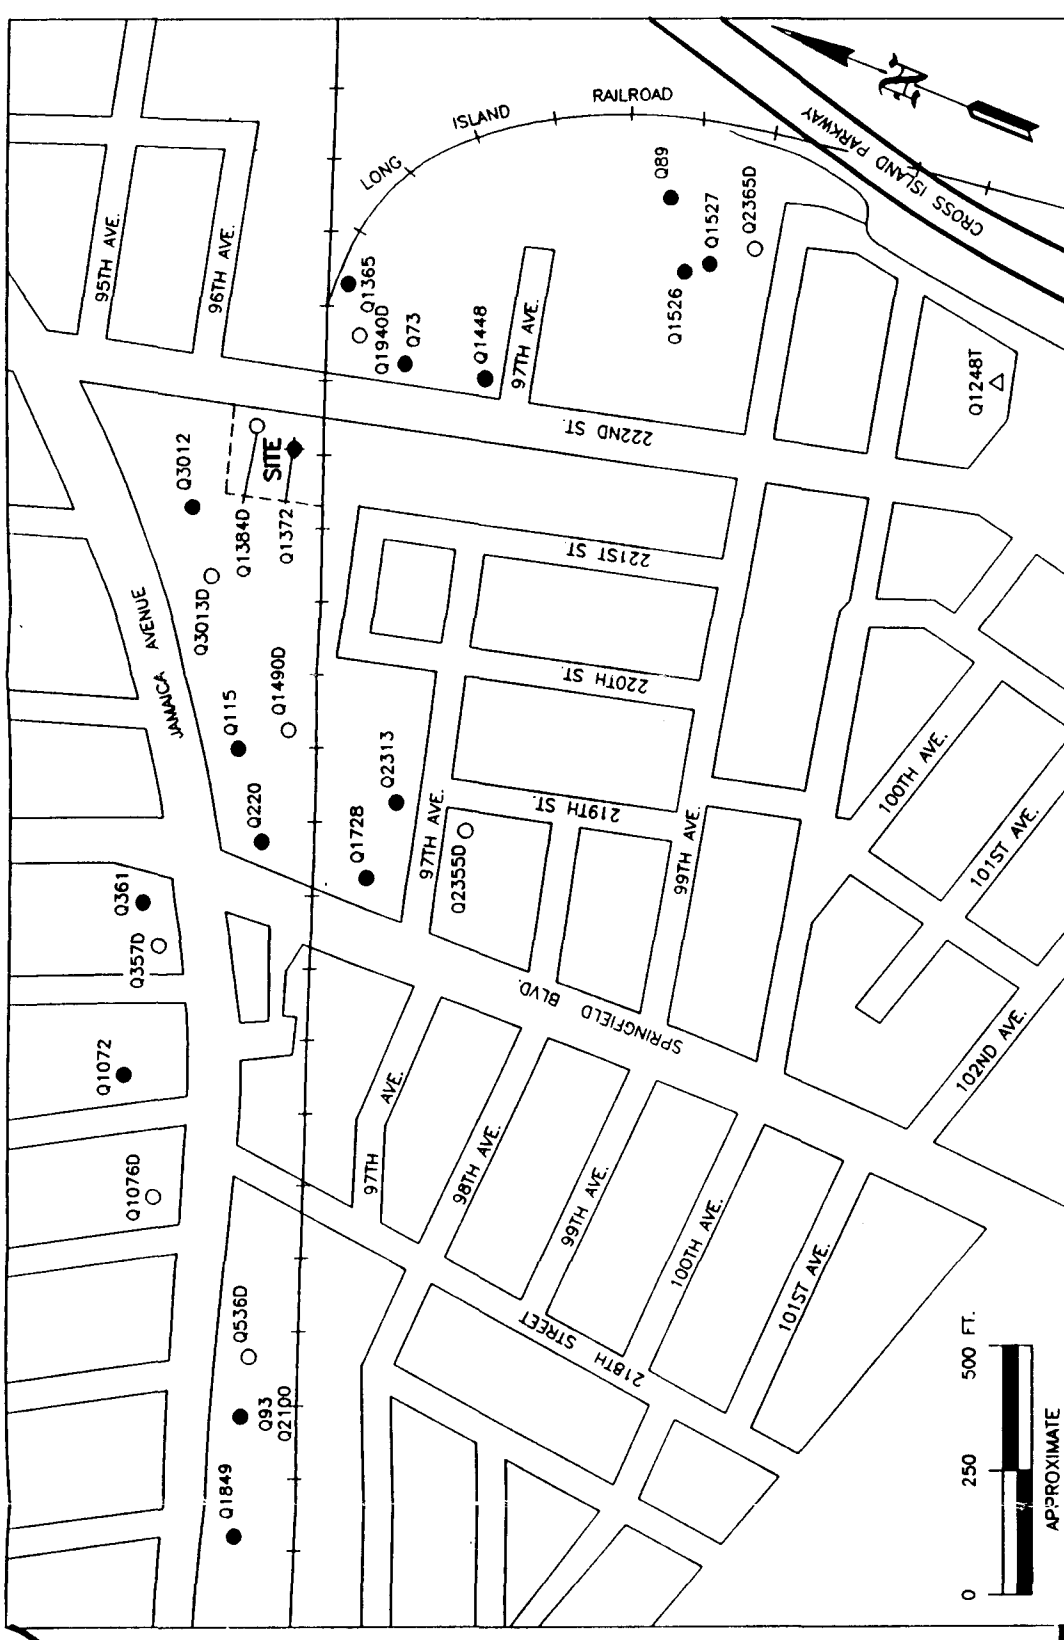 95TH AVE.
96TH AVE.
LONG
ISLAND
RAILROAD
CROSS ISLAND PARKWAY
N
Q89
Q1527
Q2365D
Q1526
Q1365
Q1940D
Q73
Q1448
97TH AVE.
Q1248T
222ND ST.
SITE
Q3012
Q1384D
Q1372
Q3013D
221ST ST.
JAMAICA AVENUE
Q1490D
220TH ST.
Q115
Q2313
219TH ST.
100TH AVE.
Q220
Q1728
97TH AVE.
Q2355D
99TH AVE.
101ST AVE.
Q361
Q357D
SPRINGFIELD BLVD.
102ND AVE.
Q1072
97TH AVE.
98TH AVE.
Q1076D
99TH AVE.
100TH AVE.
101ST AVE.
Q536D
218TH STREET
Q93
Q2100
Q1849
0 250 500 FT.
APPROXIMATE